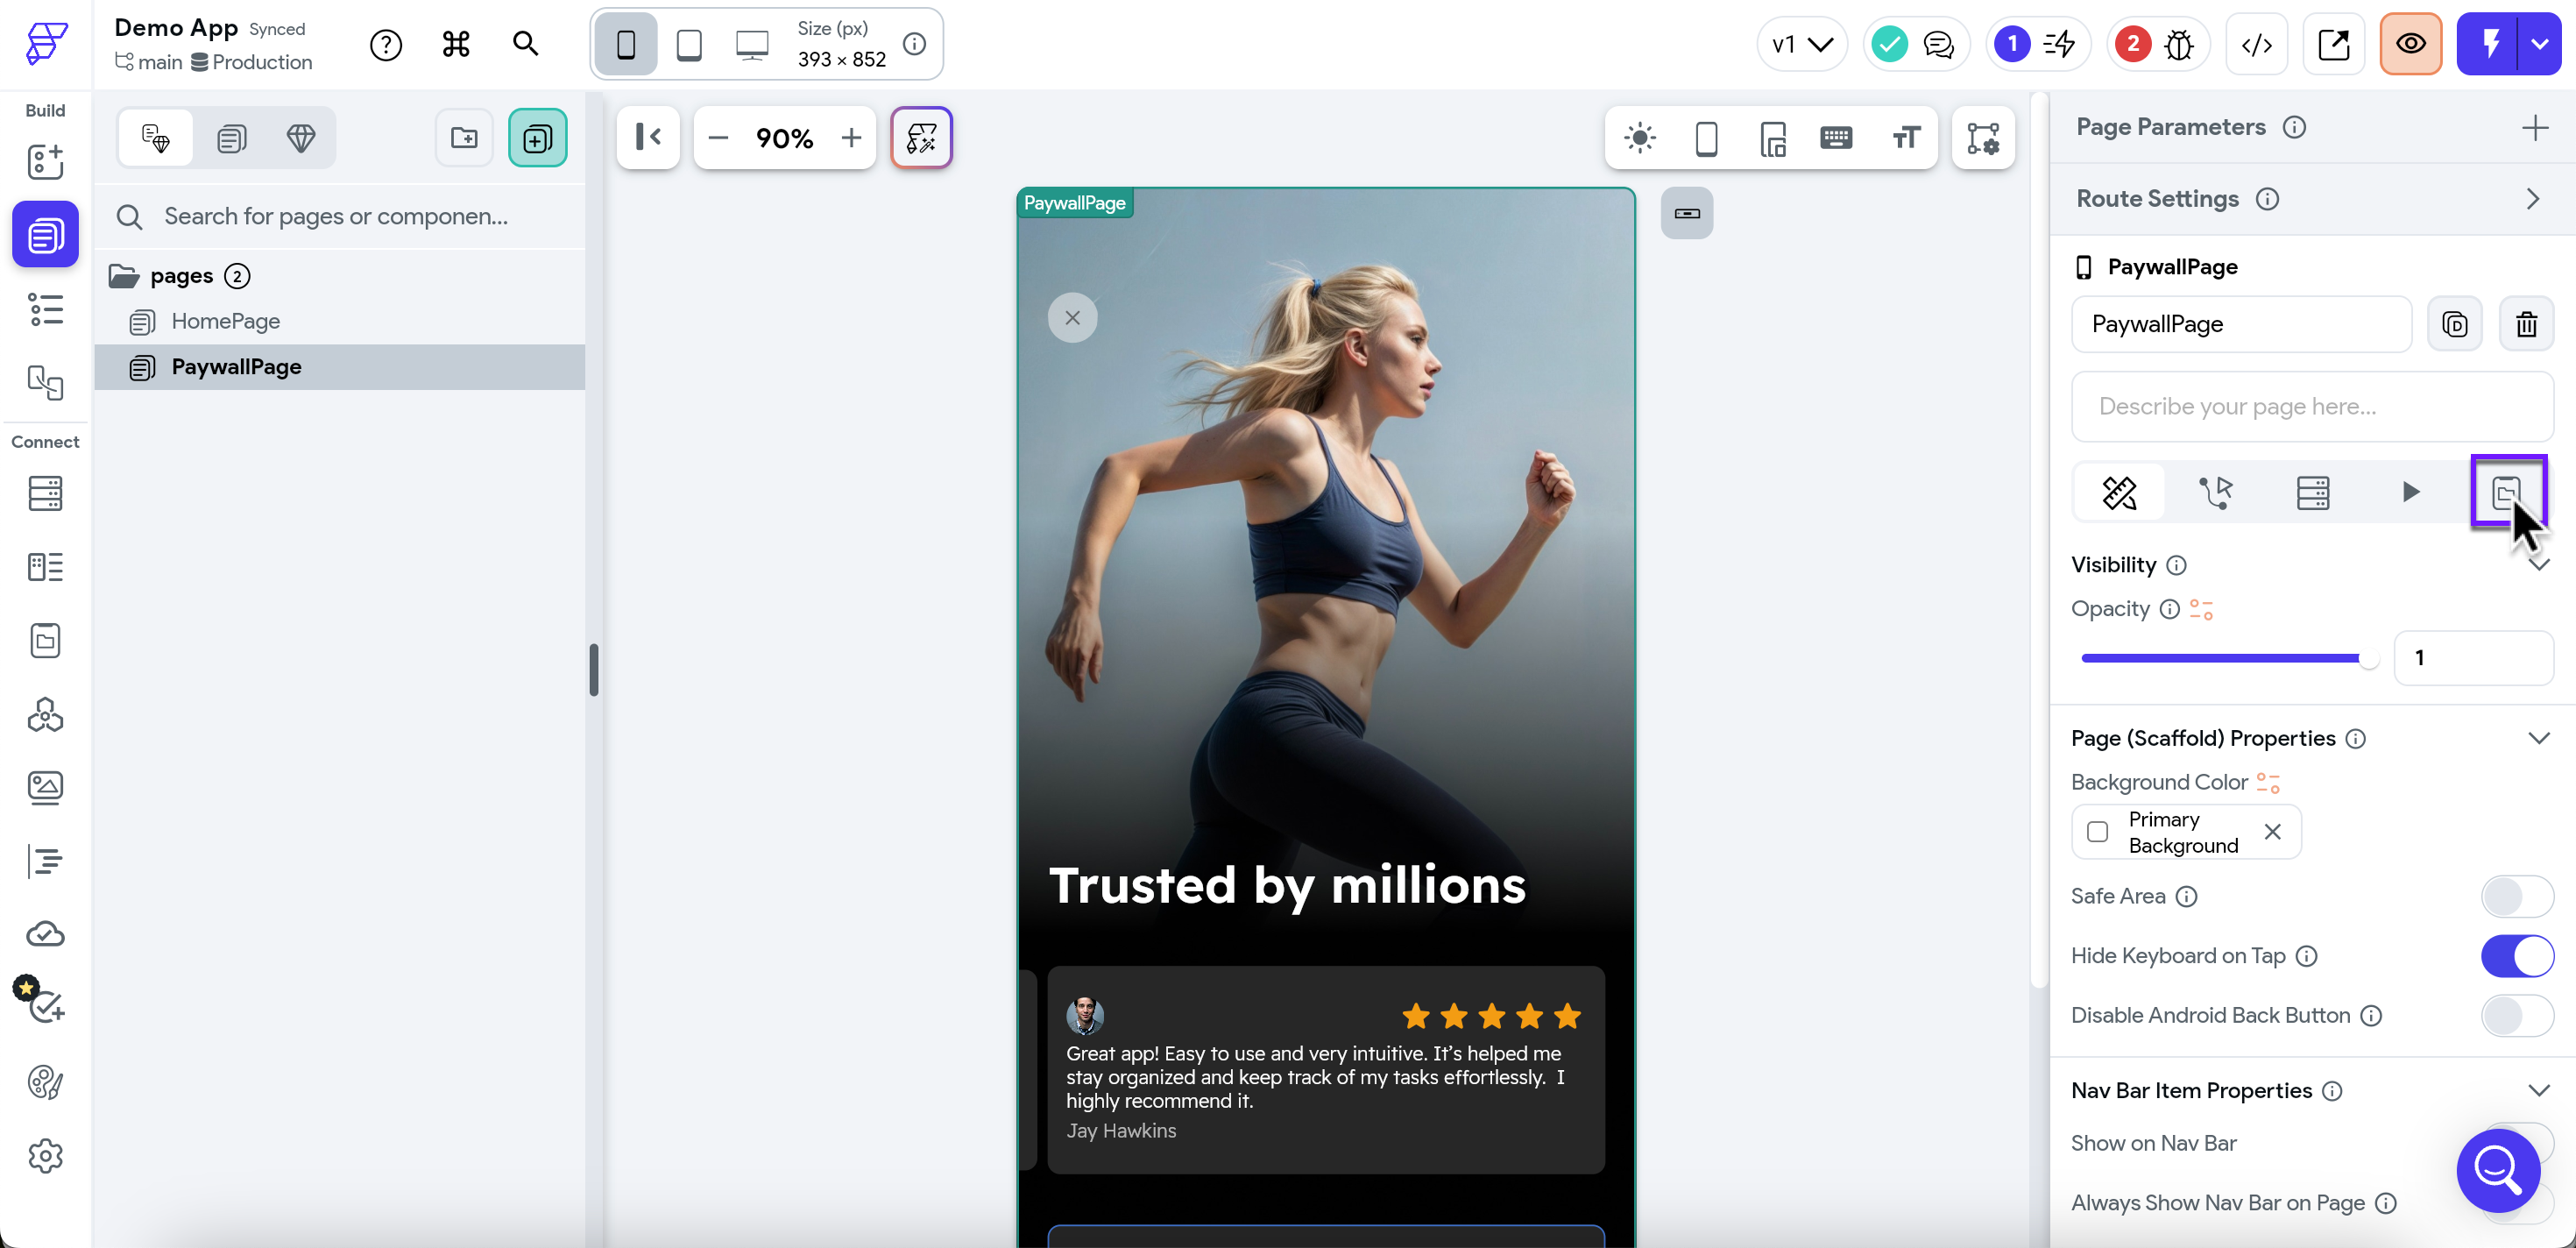 Demo App Synced
main Production
Size (px)
393 × 852
v1
1
2
Build
Connect
Search for pages or componen...
pages 2
HomePage
PaywallPage
90%
PaywallPage
Trusted by millions
Great app! Easy to use and very intuitive. It's helped me
stay organized and keep track of my tasks effortlessly. I
highly recommend it.
Jay Hawkins
Page Parameters
Route Settings
PaywallPage
PaywallPage
Describe your page here...
Visibility
Opacity
1
Page (Scaffold) Properties
Background Color
Primary
Background
Safe Area
Hide Keyboard on Tap
Disable Android Back Button
Nav Bar Item Properties
Show on Nav Bar
Always Show Nav Bar on Page